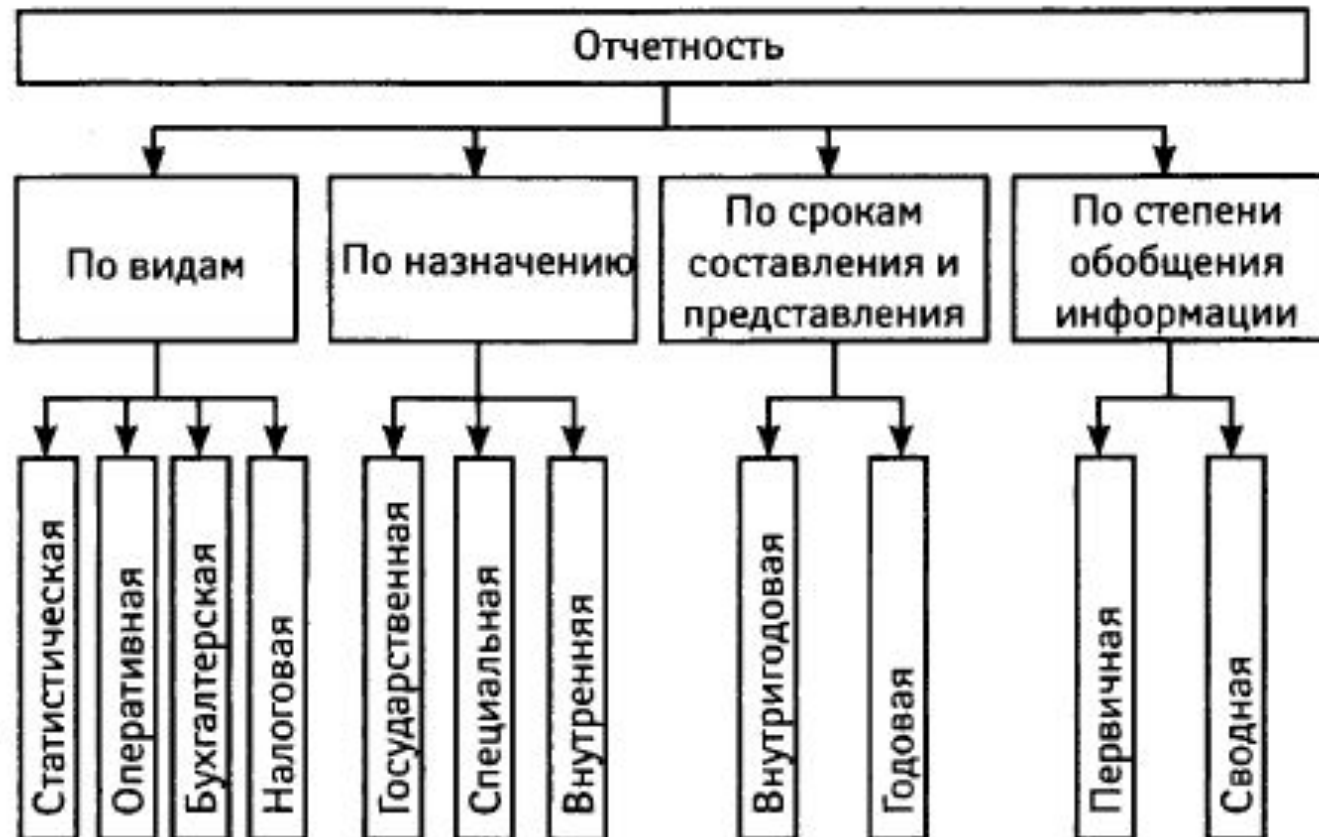 Отчетность
По видам
По назначению
По срокам
составления и
представления
По степени
обобщения
информации
Статистическая
Оперативная
Бухгалтерская
Налоговая
Государственная
Специальная
Внутренняя
Внутригодовая
Годовая
Первичная
Сводная